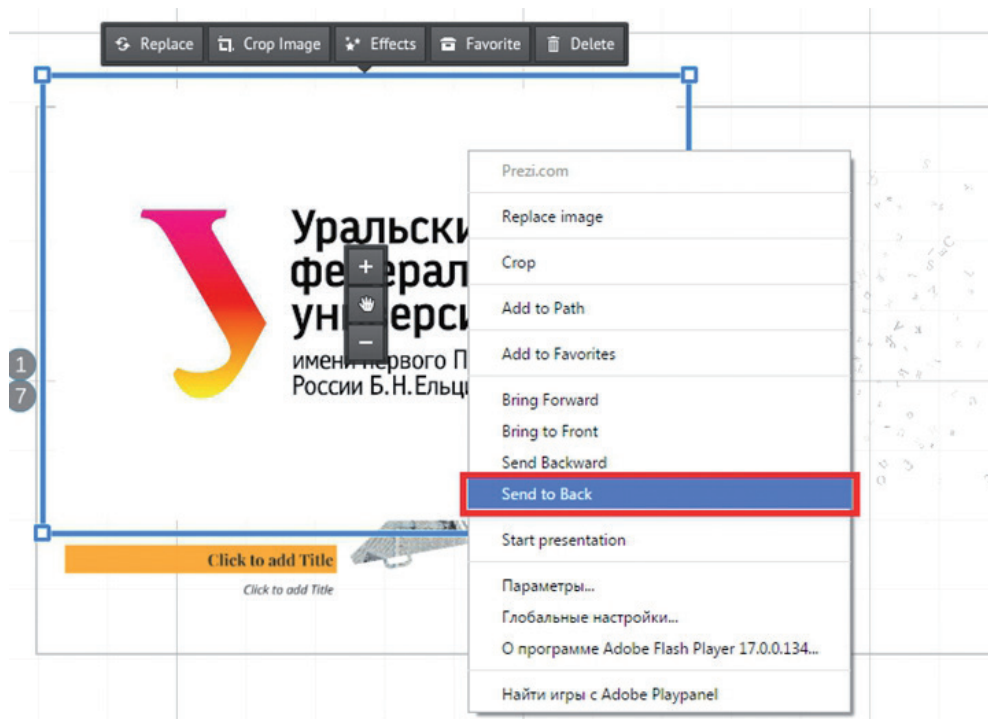 Replace Crop Image Effects Favorite Delete
Prezi.com
Replace image
Crop
Add to Path
Add to Favorites
Bring Forward
Bring to Front
Send Backward
Send to Back
Start presentation
Параметры...
Глобальные настройки...
О программе Adobe Flash Player 17.0.0.134...
Найти игры с Adobe Playpanel
У
Уральски
имени первого П
России Б.Н.Ельц
1
7
Click to add Title
Click to add Title